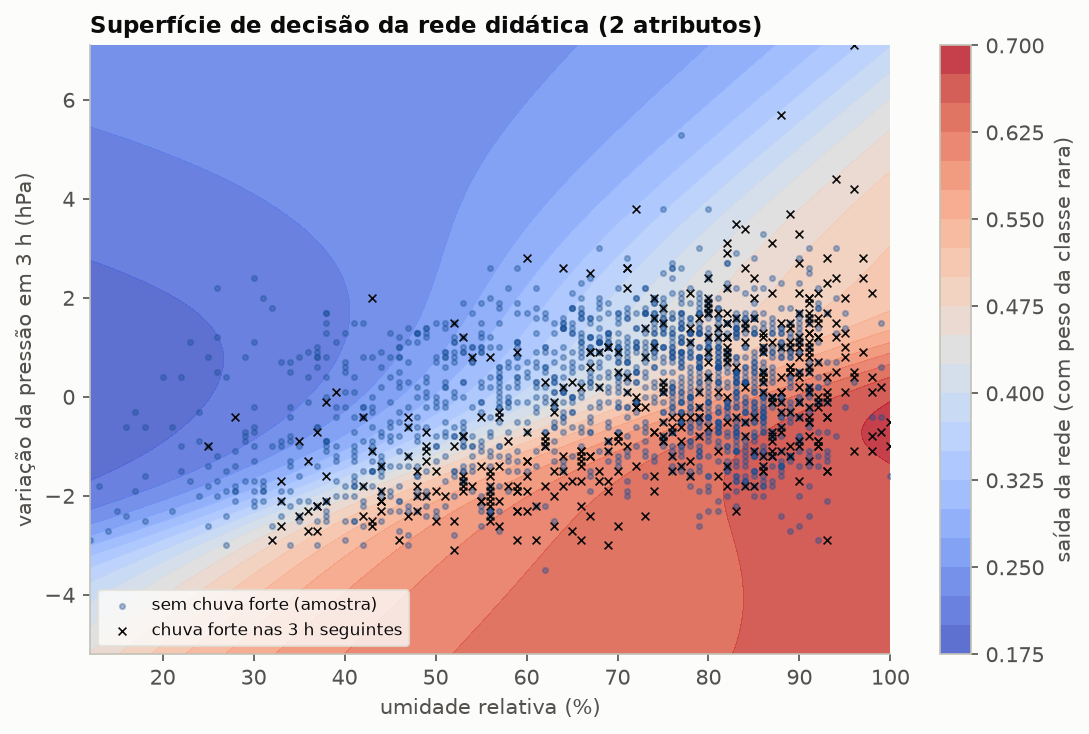 Superfície de decisão da rede didática (2 atributos)
variação da pressão em 3 h (hPa)
6
4
2
0
−2
−4
sem chuva forte (amostra)
chuva forte nas 3 h seguintes
20 30 40 50 60 70 80 90 100
umidade relativa (%)
0.700
0.625
0.550
0.475
0.400
0.325
0.250
0.175
saída da rede (com peso da classe rara)